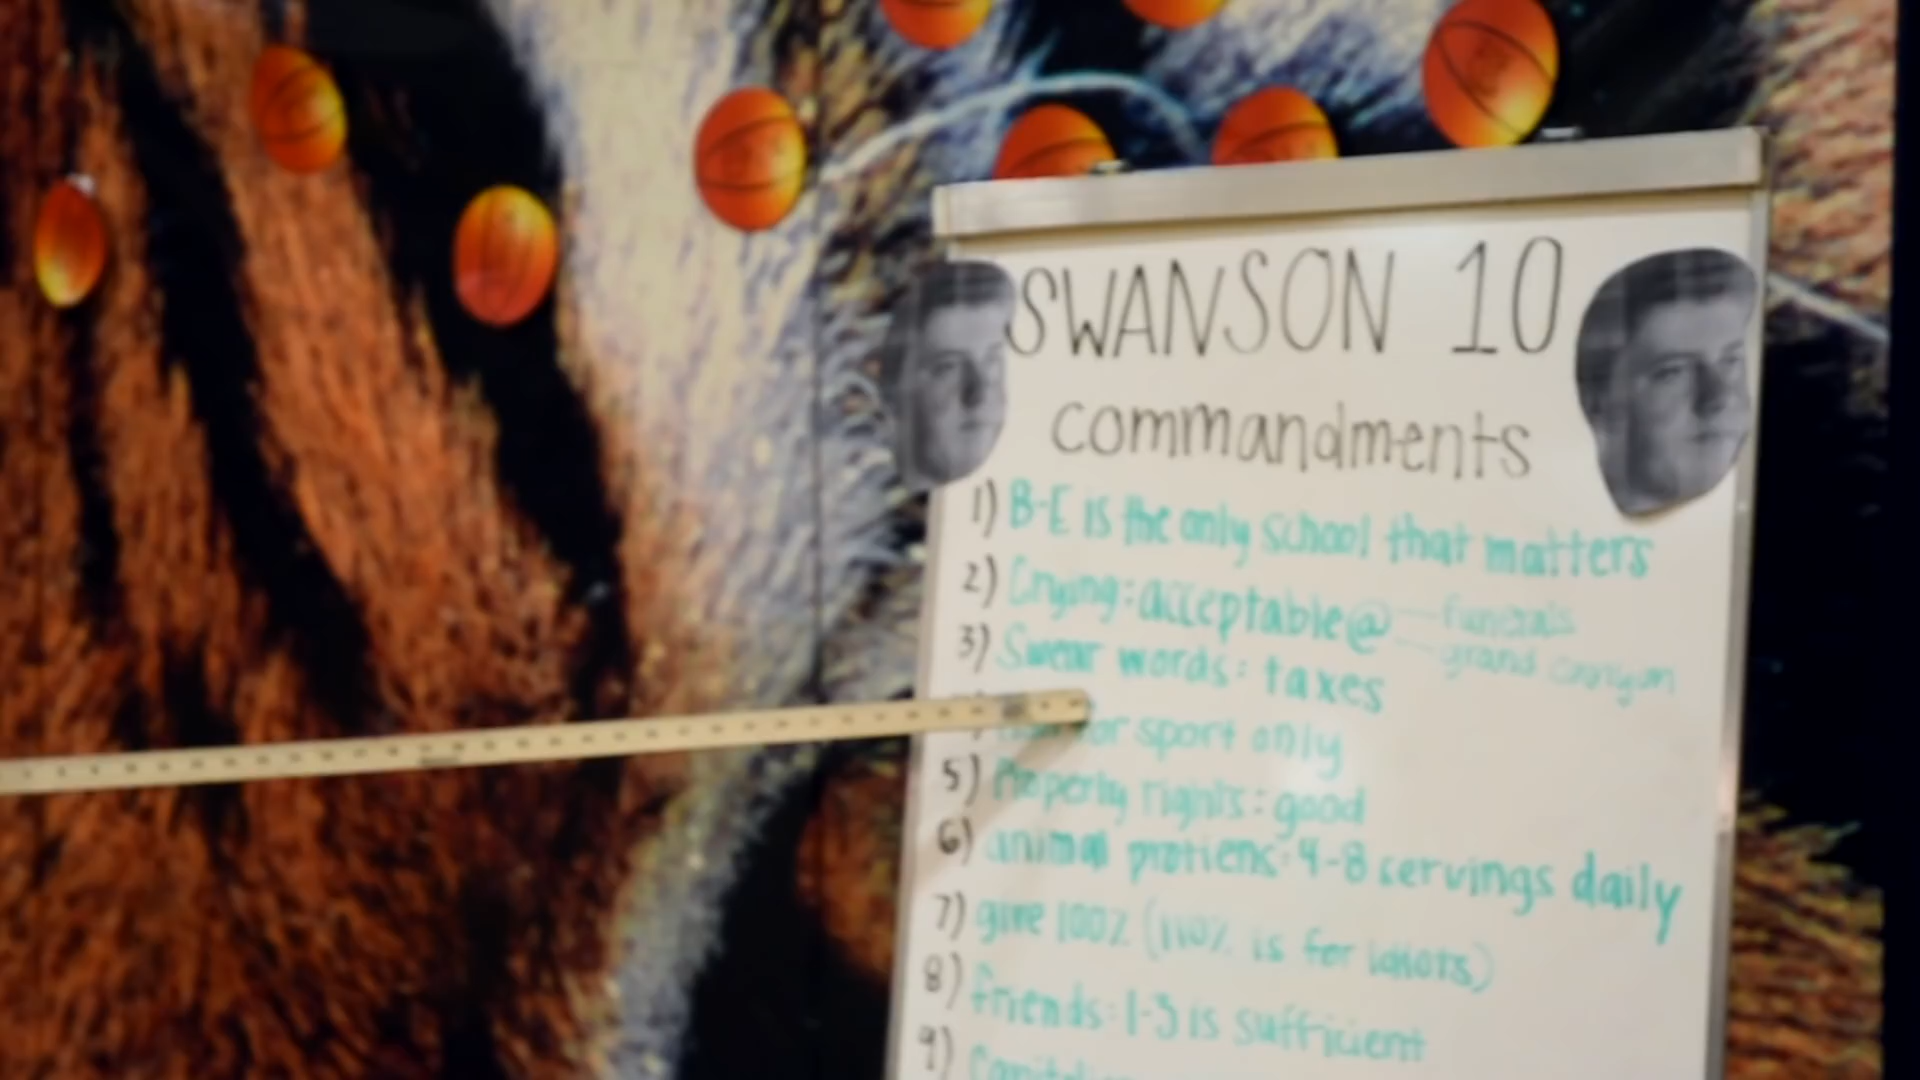 SWANSON 10
commandments
1) B-E is the only school that matters
2) Crying: acceptable@ funerals
grand canyon
3) Swear words: taxes
sport only
5) Property rights: good
6) animal protiens: 4-8 servings daily
7) give 100% (110% is for idiots)
8) friends: 1-3 is sufficient
9)